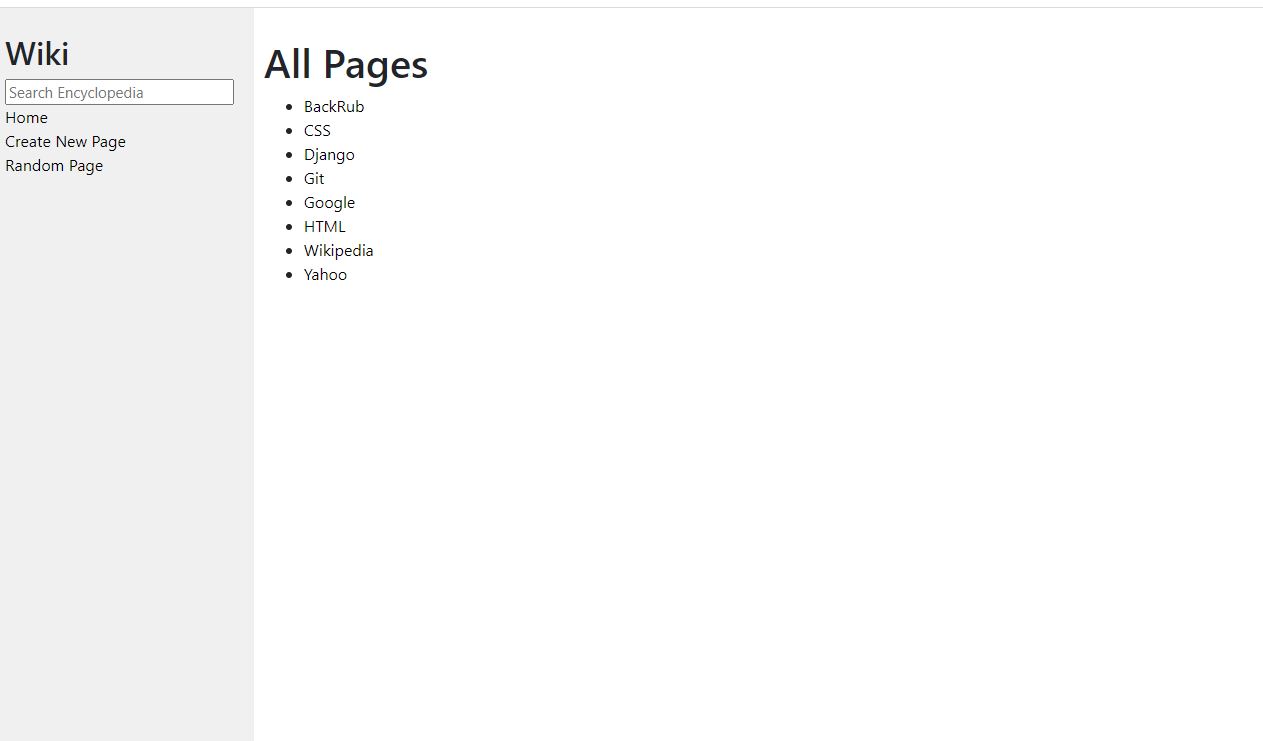 Wiki
Search Encyclopedia
Home
Create New Page
Random Page
All Pages
BackRub
CSS
Django
Git
Google
HTML
Wikipedia
Yahoo